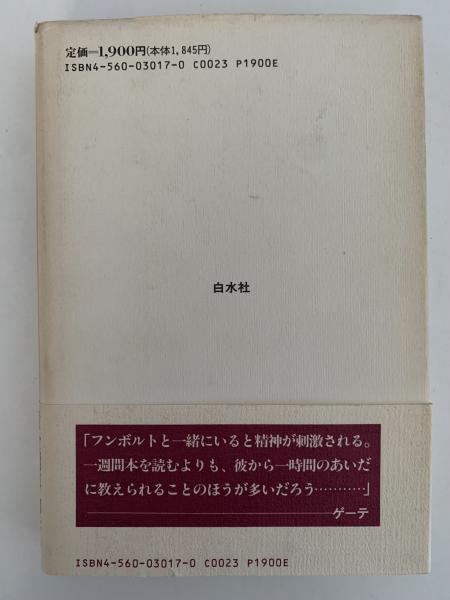 定価=1,900円(本体1,845円)
ISBN4-560-03017-0 C0023 P1900E
白水社
「フンボルトと一緒にいると精神が刺激される。
一週間本を読むよりも、彼から一時間のあいだ
に教えられることのほうが多いだろう…………」
ゲーテ
ISBN4-560-03017-0 C0023 P1900E